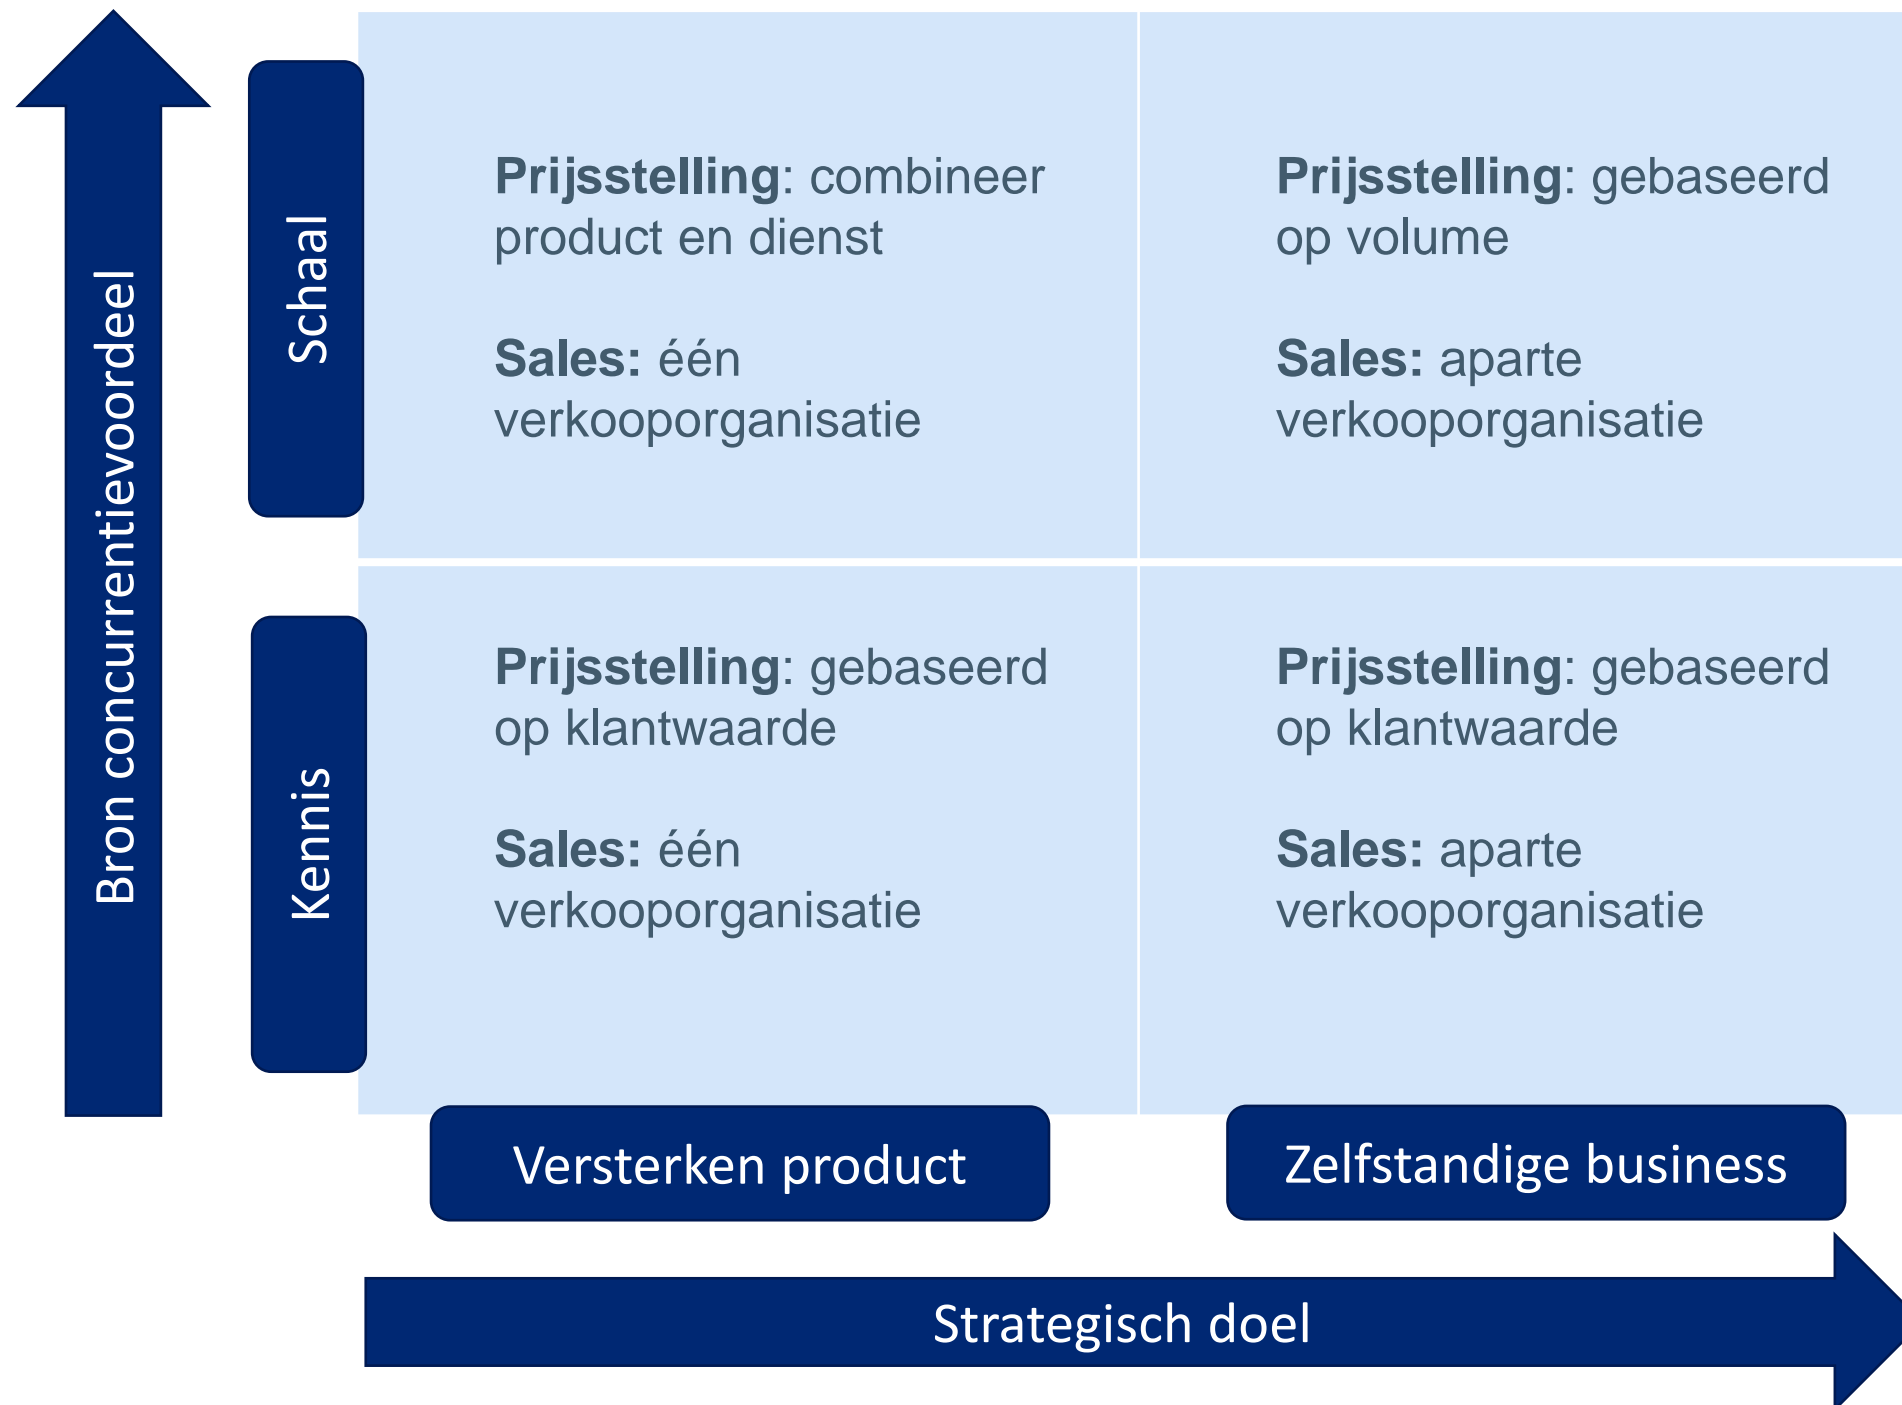 Bron concurrentievoordeel
Schaal
Prijsstelling: combineer
product en dienst
Sales: één
verkooporganisatie
Prijsstelling: gebaseerd
op volume
Sales: aparte
verkooporganisatie
Kennis
Prijsstelling: gebaseerd
op klantwaarde
Sales: één
verkooporganisatie
Prijsstelling: gebaseerd
op klantwaarde
Sales: aparte
verkooporganisatie
Versterken product
Zelfstandige business
Strategisch doel